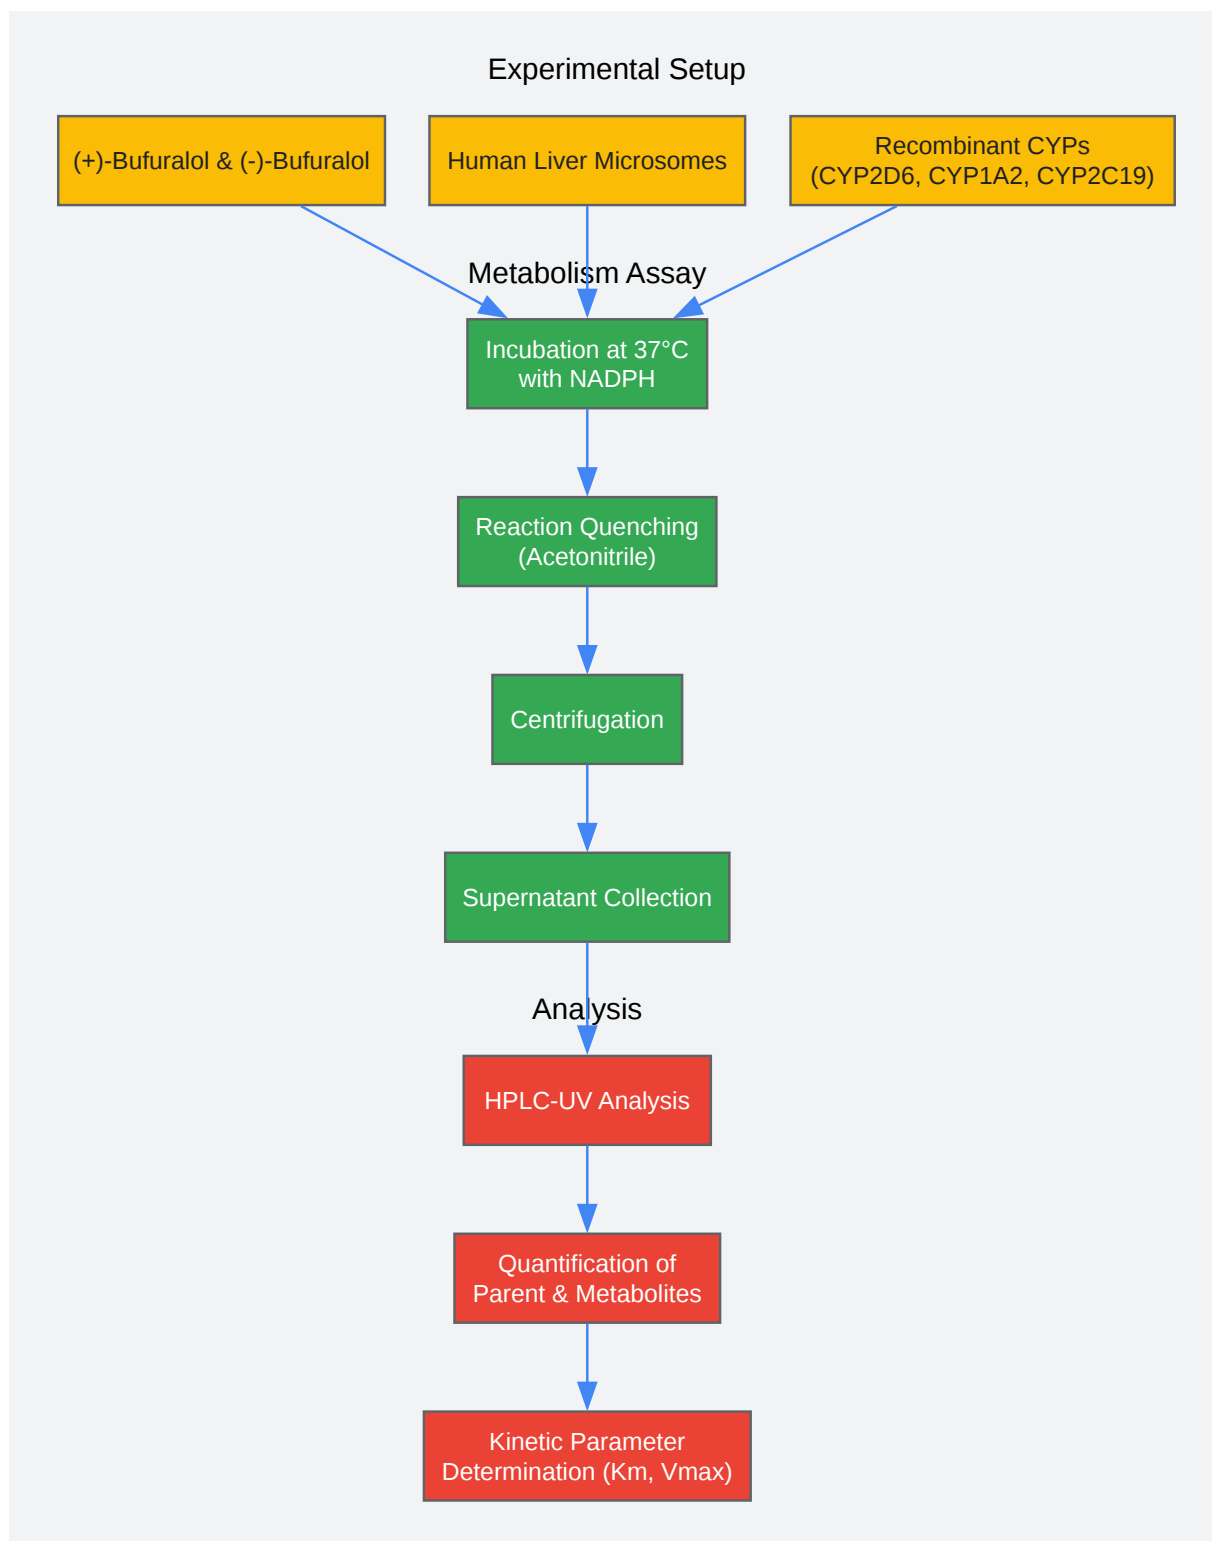 Experimental Setup
(+)-Bufuralol & (-)-Bufuralol
Human Liver Microsomes
Recombinant CYPs
(CYP2D6, CYP1A2, CYP2C19)
Metabolism Assay
Incubation at 37°C
with NADPH
Reaction Quenching
(Acetonitrile)
Centrifugation
Supernatant Collection
Analysis
HPLC-UV Analysis
Quantification of
Parent & Metabolites
Kinetic Parameter
Determination (Km, Vmax)